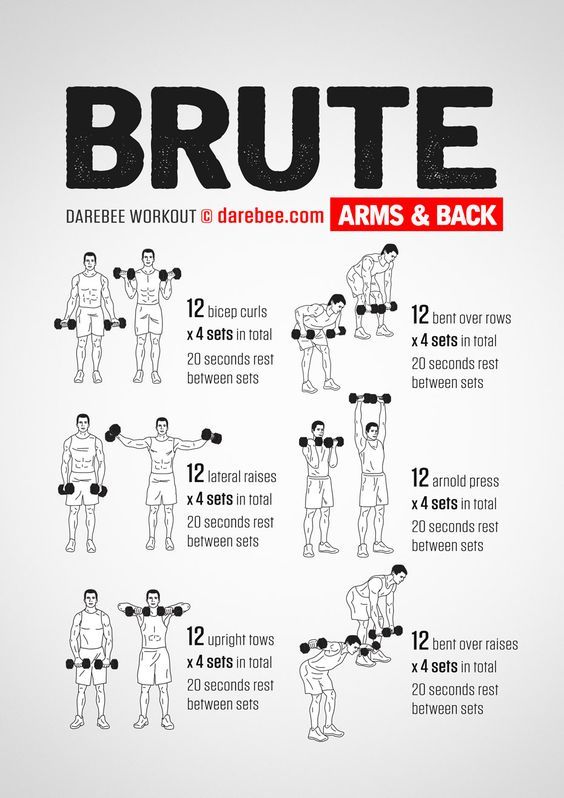 BRUTE
DAREBEE WORKOUT © darebee.com ARMS & BACK
12 bicep curls
x 4 sets in total
20 seconds rest
between sets
12 bent over rows
x 4 sets in total
20 seconds rest
between sets
12 lateral raises
x 4 sets in total
20 seconds rest
between sets
12 arnold press
x 4 sets in total
20 seconds rest
between sets
12 upright tows
x 4 sets in total
20 seconds rest
between sets
12 bent over raises
x 4 sets in total
20 seconds rest
between sets